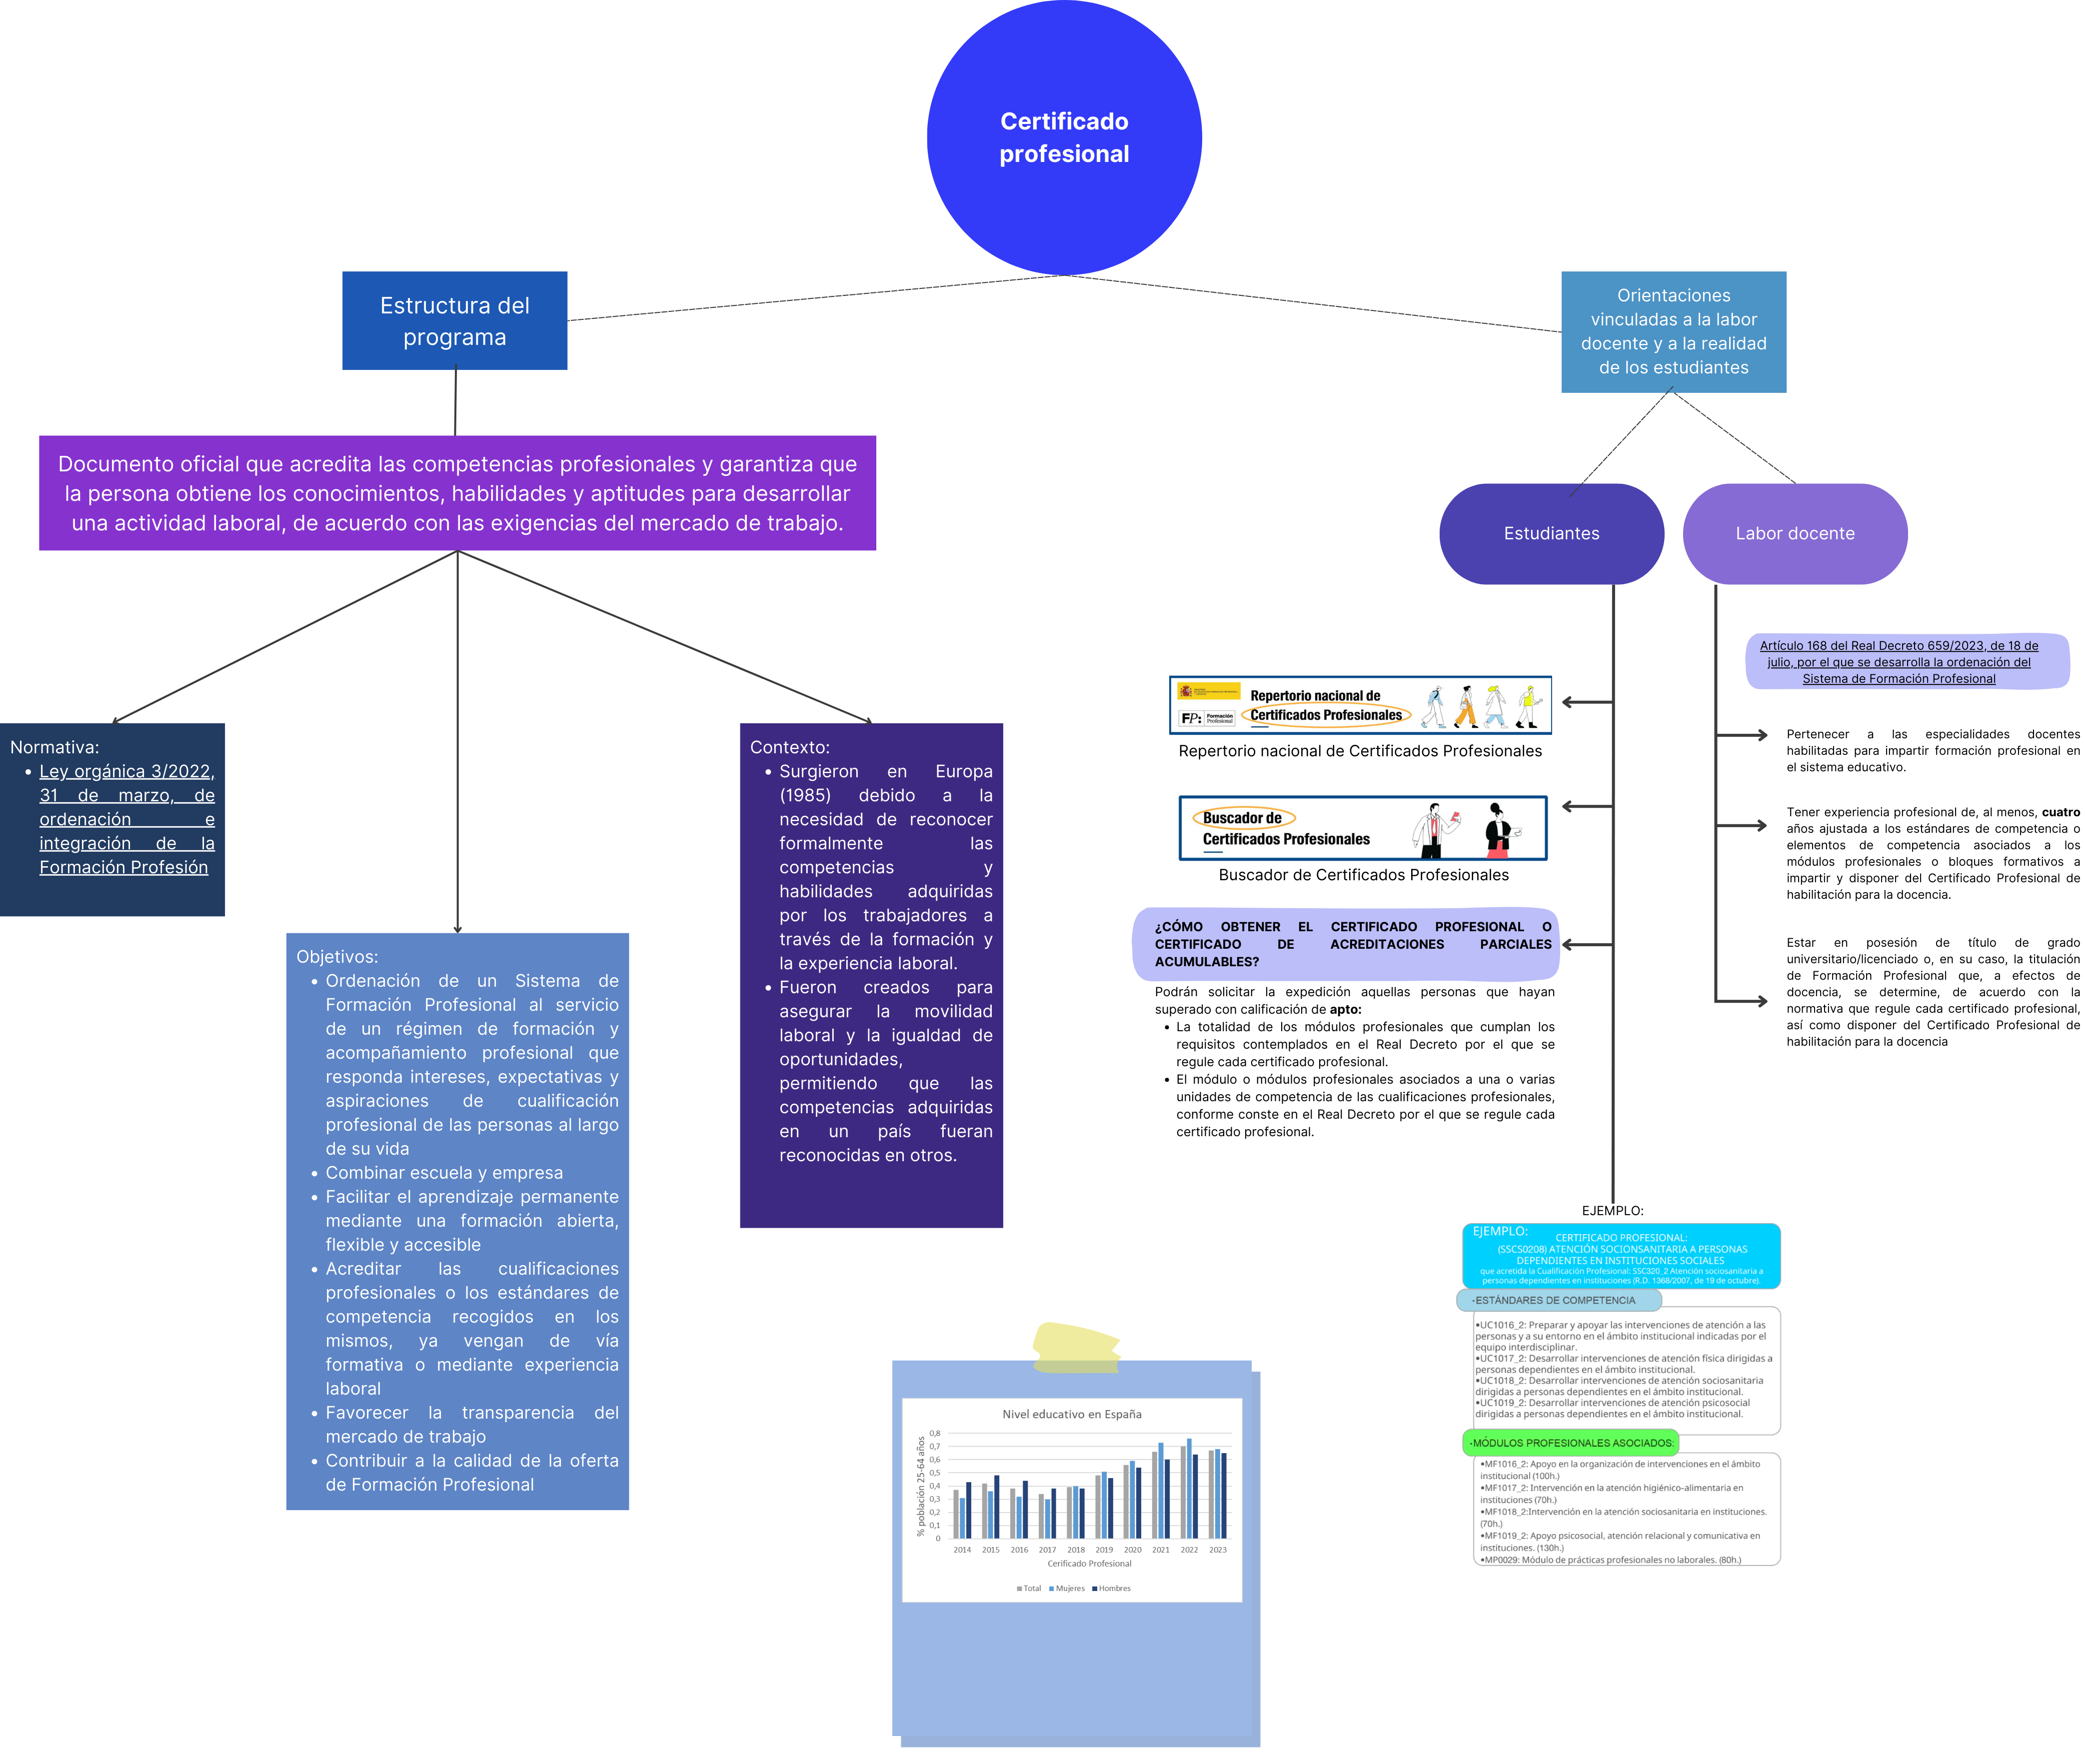 Certificado
profesional
Estructura del
programa
Documento oficial que acredita las competencias profesionales y garantiza que
la persona obtiene los conocimientos, habilidades y aptitudes para desarrollar
una actividad laboral, de acuerdo con las exigencias del mercado de trabajo.
Normativa:
• Ley orgánica 3/2022,
31 de marzo, de
ordenación e
integración de la
Formación Profesión
Objetivos:
• Ordenación de un Sistema de
Formación Profesional al servicio
de un régimen de formación y
acompañamiento profesional que
responda intereses, expectativas y
aspiraciones de cualificación
profesional de las personas al largo
de su vida
• Combinar escuela y empresa
• Facilitar el aprendizaje permanente
mediante una formación abierta,
flexible y accesible
• Acreditar las cualificaciones
profesionales o los estándares de
competencia recogidos en los
mismos, ya vengan de vía
formativa o mediante experiencia
laboral
• Favorecer la transparencia del
mercado de trabajo
• Contribuir a la calidad de la oferta
de Formación Profesional
Contexto:
• Surgieron en Europa
(1985) debido a la
necesidad de reconocer
formalmente las
competencias y
habilidades adquiridas
por los trabajadores a
través de la formación y
la experiencia laboral.
• Fueron creados para
asegurar la movilidad
laboral y la igualdad de
oportunidades,
permitiendo que las
competencias adquiridas
en un país fueran
reconocidas en otros.
Orientaciones
vinculadas a la labor
docente y a la realidad
de los estudiantes
Estudiantes
Repertorio nacional de
Certificados Profesionales
FP: Formación
Profesional
Repertorio nacional de Certificados Profesionales
Buscador de
Certificados Profesionales
Buscador de Certificados Profesionales
¿CÓMO OBTENER EL CERTIFICADO PROFESIONAL O
CERTIFICADO DE ACREDITACIONES PARCIALES
ACUMULABLES?
Podrán solicitar la expedición aquellas personas que hayan
superado con calificación de apto:
• La totalidad de los módulos profesionales que cumplan los
requisitos contemplados en el Real Decreto por el que se
regule cada certificado profesional.
• El módulo o módulos profesionales asociados a una o varias
unidades de competencia de las cualificaciones profesionales,
conforme conste en el Real Decreto por el que se regule cada
certificado profesional.
EJEMPLO:
EJEMPLO:
CERTIFICADO PROFESIONAL:
(SSCS0208) ATENCIÓN SOCIONSANITARIA A PERSONAS
DEPENDIENTES EN INSTITUCIONES SOCIALES
que acretida la Cualificación Profesional: SSC320_2 Atención sociosanitaria a
personas dependientes en instituciones (R.D. 1368/2007, de 19 de octubre).
-ESTÁNDARES DE COMPETENCIA
•UC1016_2: Preparar y apoyar las intervenciones de atención a las
personas y a su entorno en el ámbito institucional indicadas por el
equipo interdisciplinar.
•UC1017_2: Desarrollar intervenciones de atención física dirigidas a
personas dependientes en el ámbito institucional.
•UC1018_2: Desarrollar intervenciones de atención sociosanitaria
dirigidas a personas dependientes en el ámbito institucional.
•UC1019_2: Desarrollar intervenciones de atención psicosocial
dirigidas a personas dependientes en el ámbito institucional.
-MÓDULOS PROFESIONALES ASOCIADOS:
•MF1016_2: Apoyo en la organización de intervenciones en el ámbito
institucional (100h.)
•MF1017_2: Intervención en la atención higiénico-alimentaria en
instituciones (70h.)
•MF1018_2:Intervención en la atención sociosanitaria en instituciones.
(70h.)
•MF1019_2: Apoyo psicosocial, atención relacional y comunicativa en
instituciones. (130h.)
•MP0029: Módulo de prácticas profesionales no laborales. (80h.)
Labor docente
Artículo 168 del Real Decreto 659/2023, de 18 de
julio, por el que se desarrolla la ordenación del
Sistema de Formación Profesional
Pertenecer a las especialidades docentes
habilitadas para impartir formación profesional en
el sistema educativo.
Tener experiencia profesional de, al menos, cuatro
años ajustada a los estándares de competencia o
elementos de competencia asociados a los
módulos profesionales o bloques formativos a
impartir y disponer del Certificado Profesional de
habilitación para la docencia.
Estar en posesión de título de grado
universitario/licenciado o, en su caso, la titulación
de Formación Profesional que, a efectos de
docencia, se determine, de acuerdo con la
normativa que regule cada certificado profesional,
así como disponer del Certificado Profesional de
habilitación para la docencia
Nivel educativo en España
% población 25-64 años
0,8
0,7
0,6
0,5
0,4
0,3
0,2
0,1
0
2014 2015 2016 2017 2018 2019 2020 2021 2022 2023
Cerificado Profesional
Total Mujeres Hombres